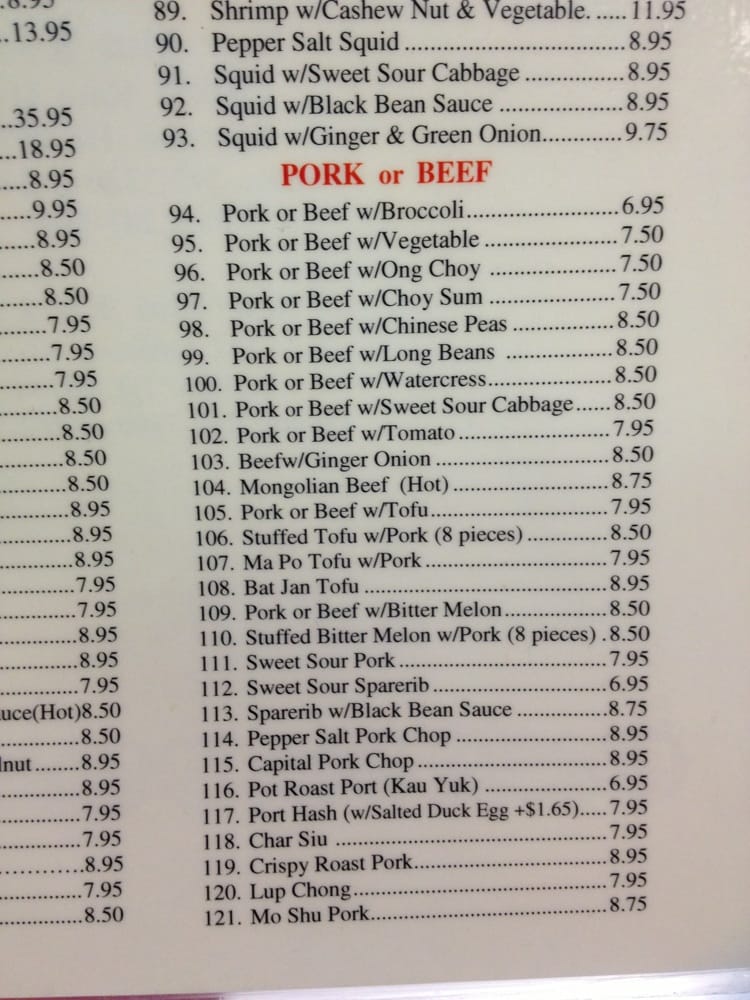 8.95
..13.95
..35.95
...18.95
....8.95
.....9.95
.....8.95
......8.50
......8.50
.......7.95
.......7.95
........7.95
........8.50
.........8.50
.........8.50
..........8.50
..........8.95
...........8.95
...........8.95
...........7.95
...........7.95
............8.95
............8.95
............7.95
auce(Hot)8.50
............8.50
lnut.......8.95
............8.95
............7.95
............7.95
............8.95
............7.95
............8.50
89. Shrimp w/Cashew Nut & Vegetable. ..... 11.95
90. Pepper Salt Squid ................................. 8.95
91. Squid w/Sweet Sour Cabbage ............... 8.95
92. Squid w/Black Bean Sauce ................... 8.95
93. Squid w/Ginger & Green Onion............ 9.75
PORK or BEEF
94. Pork or Beef w/Broccoli....................... 6.95
95. Pork or Beef w/Vegetable .................... 7.50
96. Pork or Beef w/Ong Choy .................... 7.50
97. Pork or Beef w/Choy Sum ................... 7.50
98. Pork or Beef w/Chinese Peas ................ 8.50
99. Pork or Beef w/Long Beans ................. 8.50
100. Pork or Beef w/Watercress.................... 8.50
101. Pork or Beef w/Sweet Sour Cabbage...... 8.50
102. Pork or Beef w/Tomato......................... 7.95
103. Beefw/Ginger Onion ............................. 8.50
104. Mongolian Beef (Hot) .......................... 8.75
105. Pork or Beef w/Tofu.............................. 7.95
106. Stuffed Tofu w/Pork (8 pieces) .............. 8.50
107. Ma Po Tofu w/Pork ............................... 7.95
108. Bat Jan Tofu .......................................... 8.95
109. Pork or Beef w/Bitter Melon.................. 8.50
110. Stuffed Bitter Melon w/Pork (8 pieces) . 8.50
111. Sweet Sour Pork.................................... 7.95
112. Sweet Sour Sparerib .............................. 6.95
113. Sparerib w/Black Bean Sauce ................ 8.75
114. Pepper Salt Pork Chop .......................... 8.95
115. Capital Pork Chop ................................. 8.95
116. Pot Roast Port (Kau Yuk) ..................... 6.95
117. Port Hash (w/Salted Duck Egg +$1.65)..... 7.95
118. Char Siu ................................................ 7.95
119. Crispy Roast Pork.................................. 8.95
120. Lup Chong............................................. 7.95
121. Mo Shu Pork.......................................... 8.75